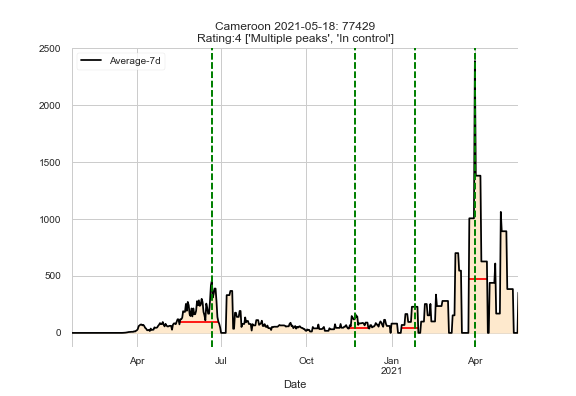 Cameroon 2021-05-18: 77429
Rating:4 ['Multiple peaks', 'In control']
2500
Average-7d
2000
1500
1000
500
0
Apr Jul Oct Jan Apr
2021
Date